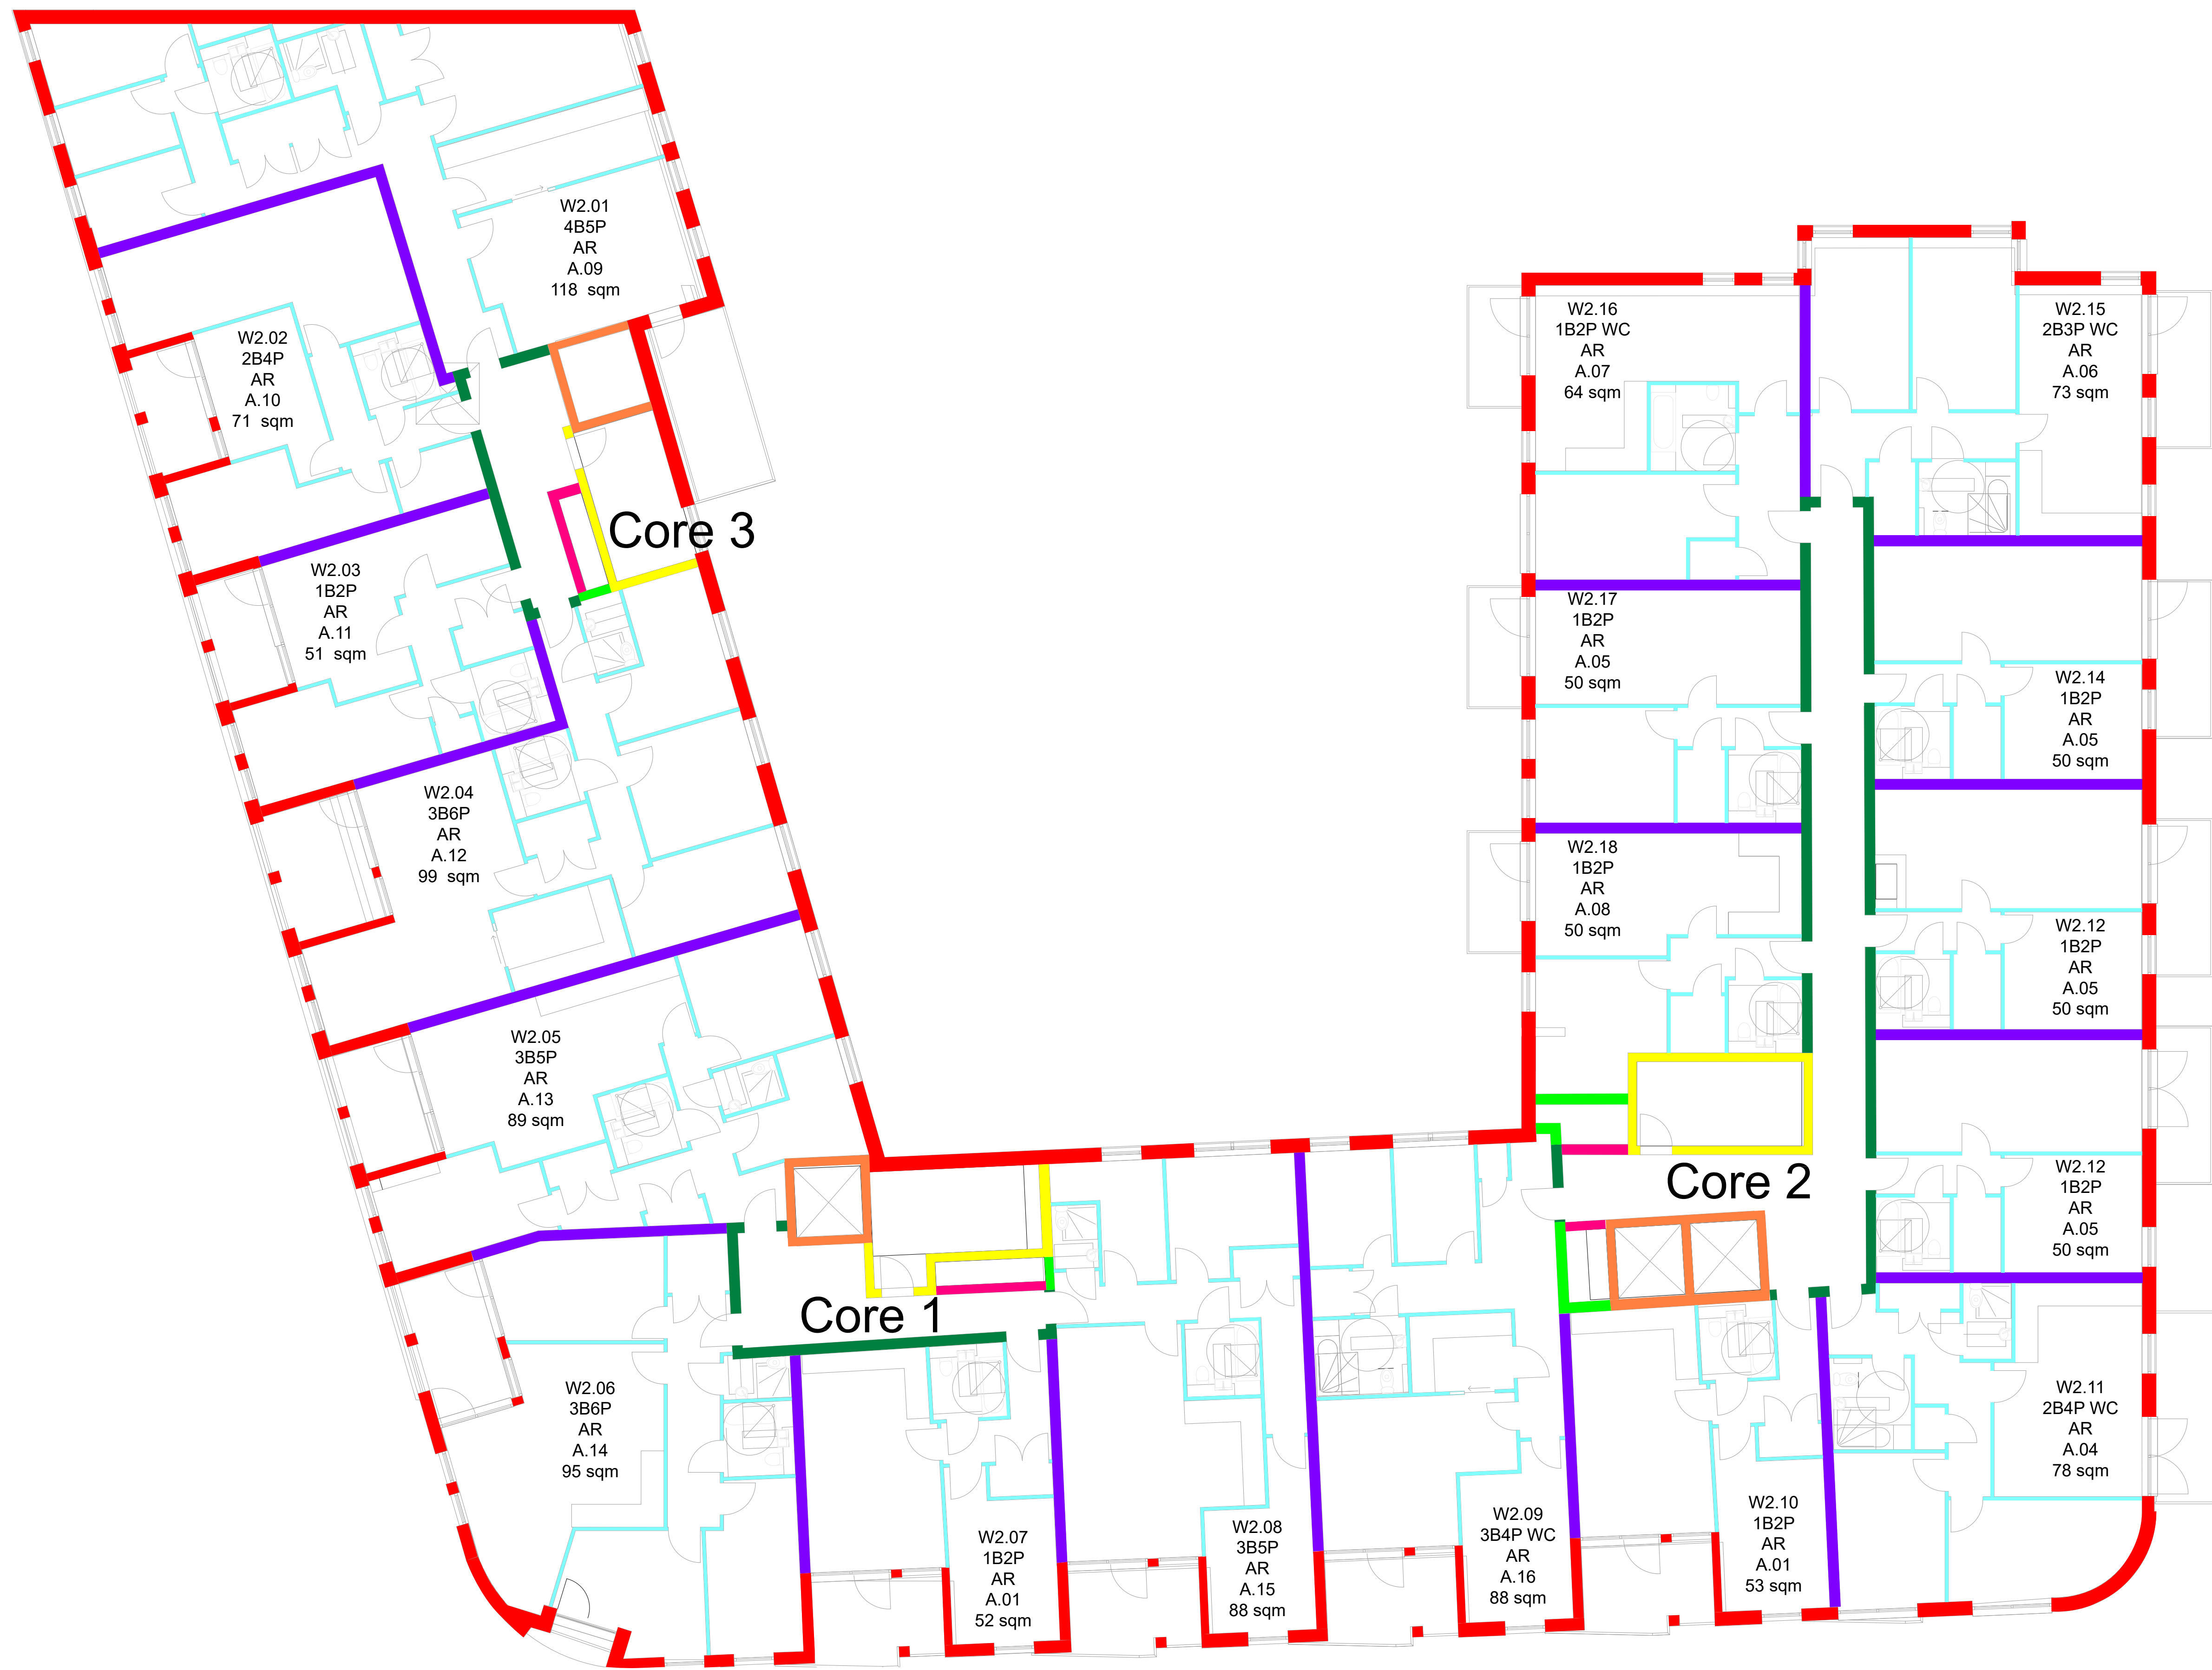 W2.01
4B5P
AR
A.09
118 sqm
W2.02
2B4P
AR
A.10
71 sqm
W2.16
1B2P WC
AR
A.07
64 sqm
W2.15
2B3P WC
AR
A.06
73 sqm
Core 3
W2.03
1B2P
AR
A.11
51 sqm
W2.17
1B2P
AR
A.05
50 sqm
W2.14
1B2P
AR
A.05
50 sqm
W2.04
3B6P
AR
A.12
99 sqm
W2.18
1B2P
AR
A.08
50 sqm
W2.12
1B2P
AR
A.05
50 sqm
W2.05
3B5P
AR
A.13
89 sqm
Core 2
W2.12
1B2P
AR
A.05
50 sqm
Core 1
W2.06
3B6P
AR
A.14
95 sqm
W2.11
2B4P WC
AR
A.04
78 sqm
W2.07
1B2P
AR
A.01
52 sqm
W2.08
3B5P
AR
A.15
88 sqm
W2.09
3B4P WC
AR
A.16
88 sqm
W2.10
1B2P
AR
A.01
53 sqm